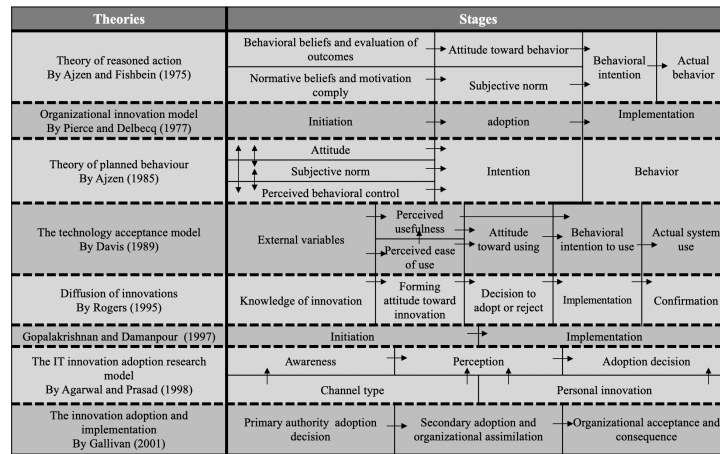 Theories
Stages
Theory of reasoned action
By Ajzen and Fishbein (1975)
Behavioral beliefs and evaluation of
outcomes
Attitude toward behavior
Normative beliefs and motivation
comply
Subjective norm
Behavioral
intention
Actual
behavior
Organizational innovation model
By Pierce and Delbecq (1977)
Initiation
adoption
Implementation
Theory of planned behaviour
By Ajzen (1985)
Attitude
Subjective norm
Perceived behavioral control
Intention
Behavior
The technology acceptance model
By Davis (1989)
External variables
Perceived
usefulness
Perceived ease
of use
Attitude
toward using
Behavioral
intention to use
Actual system
use
Diffusion of innovations
By Rogers (1995)
Knowledge of innovation
Forming
attitude toward
innovation
Decision to
adopt or reject
Implementation
Confirmation
Gopalakrishnan and Damanpour (1997)
Initiation
Implementation
The IT innovation adoption research
model
By Agarwal and Prasad (1998)
Awareness
Perception
Adoption decision
Channel type
Personal innovation
The innovation adoption and
implementation
By Gallivan (2001)
Primary authority adoption
decision
Secondary adoption and
organizational assimilation
Organizational acceptance and
consequence